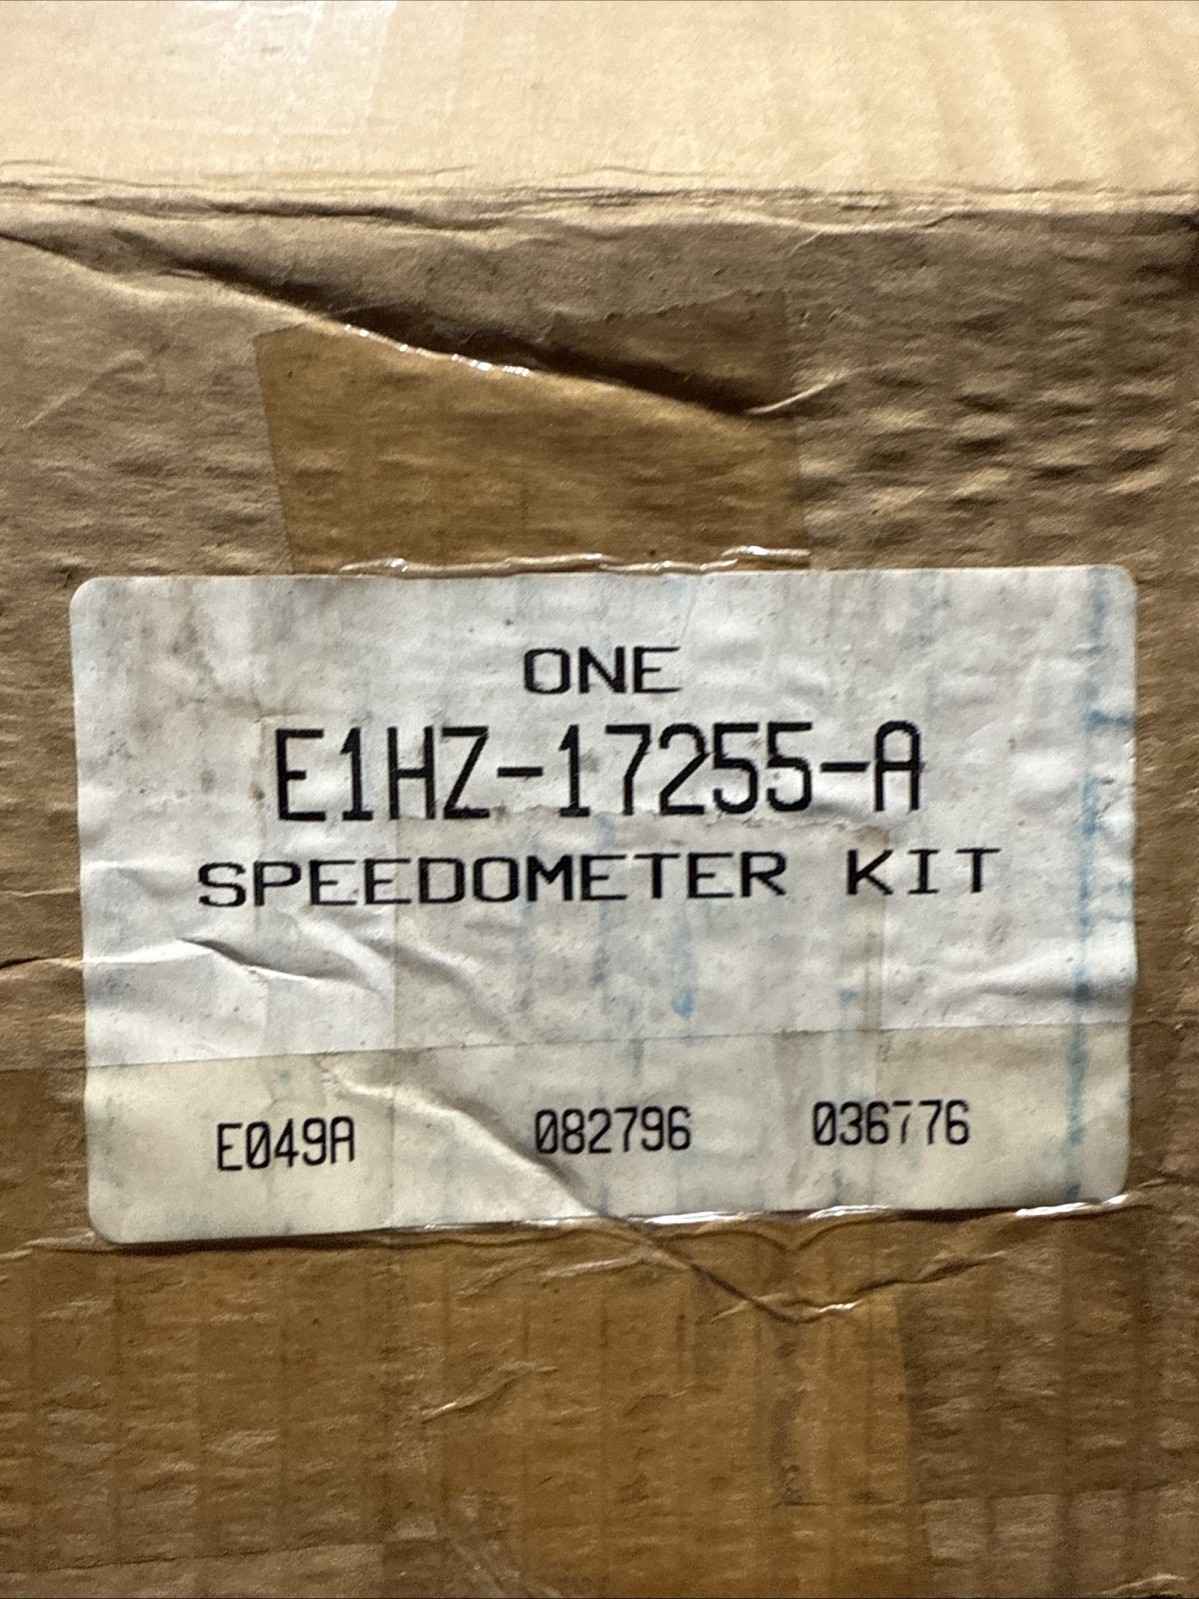 ONE
E1HZ-17255-A
SPEEDOMETER KIT
E049A 082796 036776